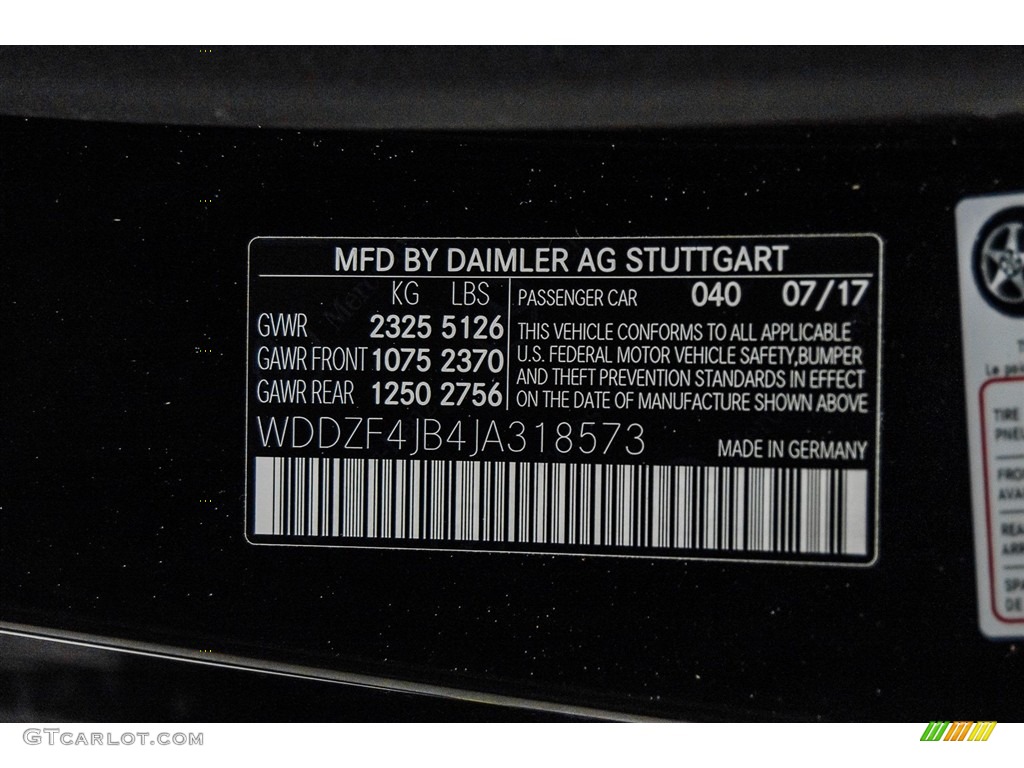 MFD BY DAIMLER AG STUTTGART
KG LBS
GVWR 2325 5126
GAWR FRONT 1075 2370
GAWR REAR 1250 2756
PASSENGER CAR 040 07/17
THIS VEHICLE CONFORMS TO ALL APPLICABLE
U.S. FEDERAL MOTOR VEHICLE SAFETY,BUMPER
AND THEFT PREVENTION STANDARDS IN EFFECT
ON THE DATE OF MANUFACTURE SHOWN ABOVE
WDDZF4JB4JA318573
MADE IN GERMANY
TIRE
GTCARLOT.COM